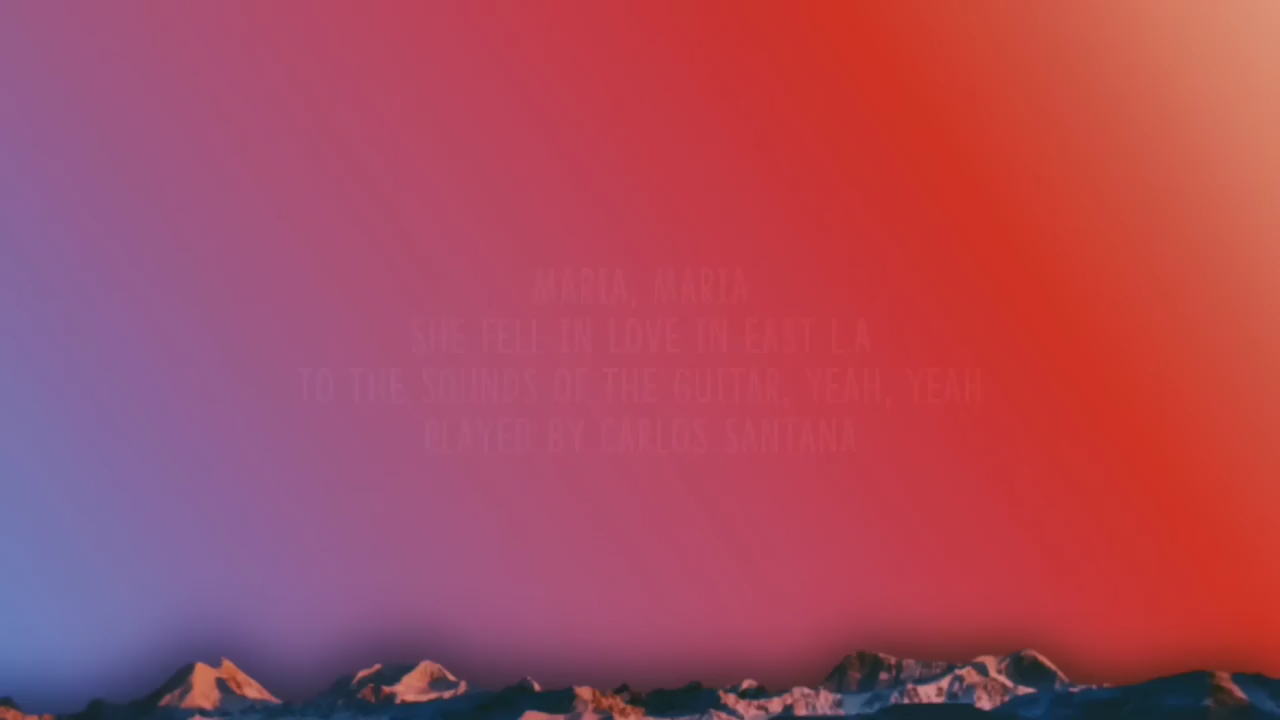 MARIA, MARIA
SHE FELL IN LOVE IN EAST L.A
TO THE SOUNDS OF THE GUITAR, YEAH, YEAH
PLAYED BY CARLOS SANTANA